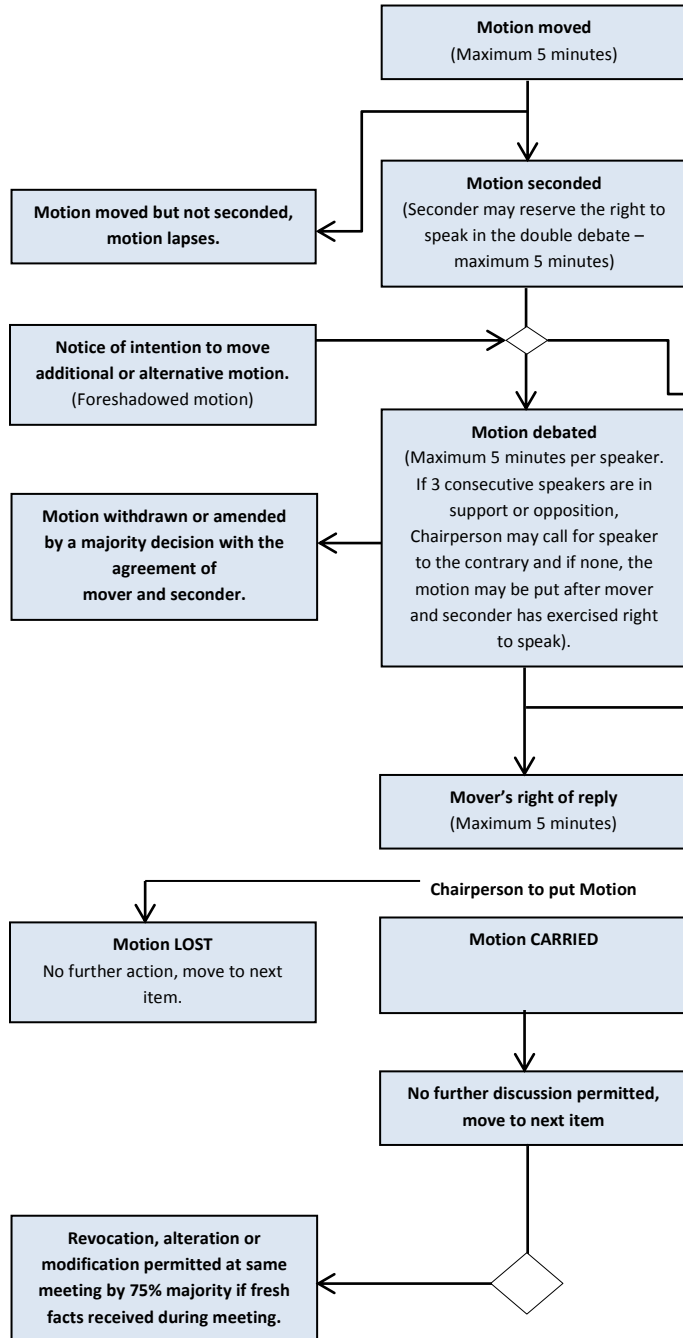 Motion moved
(Maximum 5 minutes)
Motion seconded
(Seconder may reserve the right to
speak in the double debate –
maximum 5 minutes)
Motion moved but not seconded,
motion lapses.
Notice of intention to move
additional or alternative motion.
(Foreshadowed motion)
Motion debated
(Maximum 5 minutes per speaker.
If 3 consecutive speakers are in
support or opposition,
Chairperson may call for speaker
to the contrary and if none, the
motion may be put after mover
and seconder has exercised right
to speak).
Motion withdrawn or amended
by a majority decision with the
agreement of
mover and seconder.
Mover’s right of reply
(Maximum 5 minutes)
Chairperson to put Motion
Motion LOST
No further action, move to next
item.
Motion CARRIED
No further discussion permitted,
move to next item
Revocation, alteration or
modification permitted at same
meeting by 75% majority if fresh
facts received during meeting.